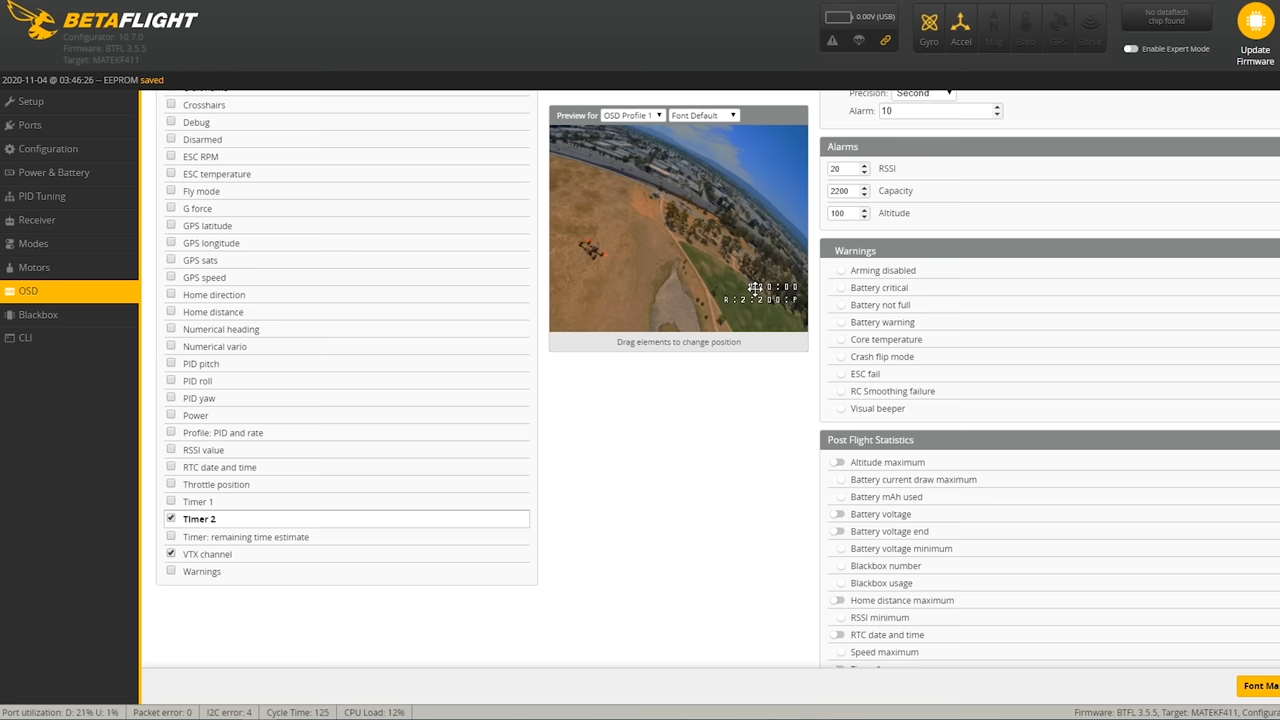 BETAFLIGHT
Configurator: 10.7.0
Firmware: BTFL 3.5.5
Target: MATEKF411
0.00V (USB)
Gyro
Accel
Mag
Baro
GPS
Sonar
No dataflash
chip found
Enable Expert Mode
Update
Firmware
2020-11-04 @ 03:46:26 -- EEPROM saved
Setup
Ports
Configuration
Power & Battery
PID Tuning
Receiver
Modes
Motors
OSD
Blackbox
CLI
Crosshairs
Debug
Disarmed
ESC RPM
ESC temperature
Fly mode
G force
GPS latitude
GPS longitude
GPS sats
GPS speed
Home direction
Home distance
Numerical heading
Numerical vario
PID pitch
PID roll
PID yaw
Power
Profile: PID and rate
RSSI value
RTC date and time
Throttle position
Timer 1
Timer 2
Timer: remaining time estimate
VTX channel
Warnings
Preview for OSD Profile 1 Font Default
R:2:200:P
Drag elements to change position
Precision: Second
Alarm: 10
Alarms
20 RSSI
2200 Capacity
100 Altitude
Warnings
Arming disabled
Battery critical
Battery not full
Battery warning
Core temperature
Crash flip mode
ESC fail
RC Smoothing failure
Visual beeper
Post Flight Statistics
Altitude maximum
Battery current draw maximum
Battery mAh used
Battery voltage
Battery voltage end
Battery voltage minimum
Blackbox number
Blackbox usage
Home distance maximum
RSSI minimum
RTC date and time
Speed maximum
Font Ma
Port utilization: D: 21% U: 1%
Packet error: 0
I2C error: 4
Cycle Time: 125
CPU Load: 12%
Firmware: BTFL 3.5.5, Target: MATEKF411, Configura